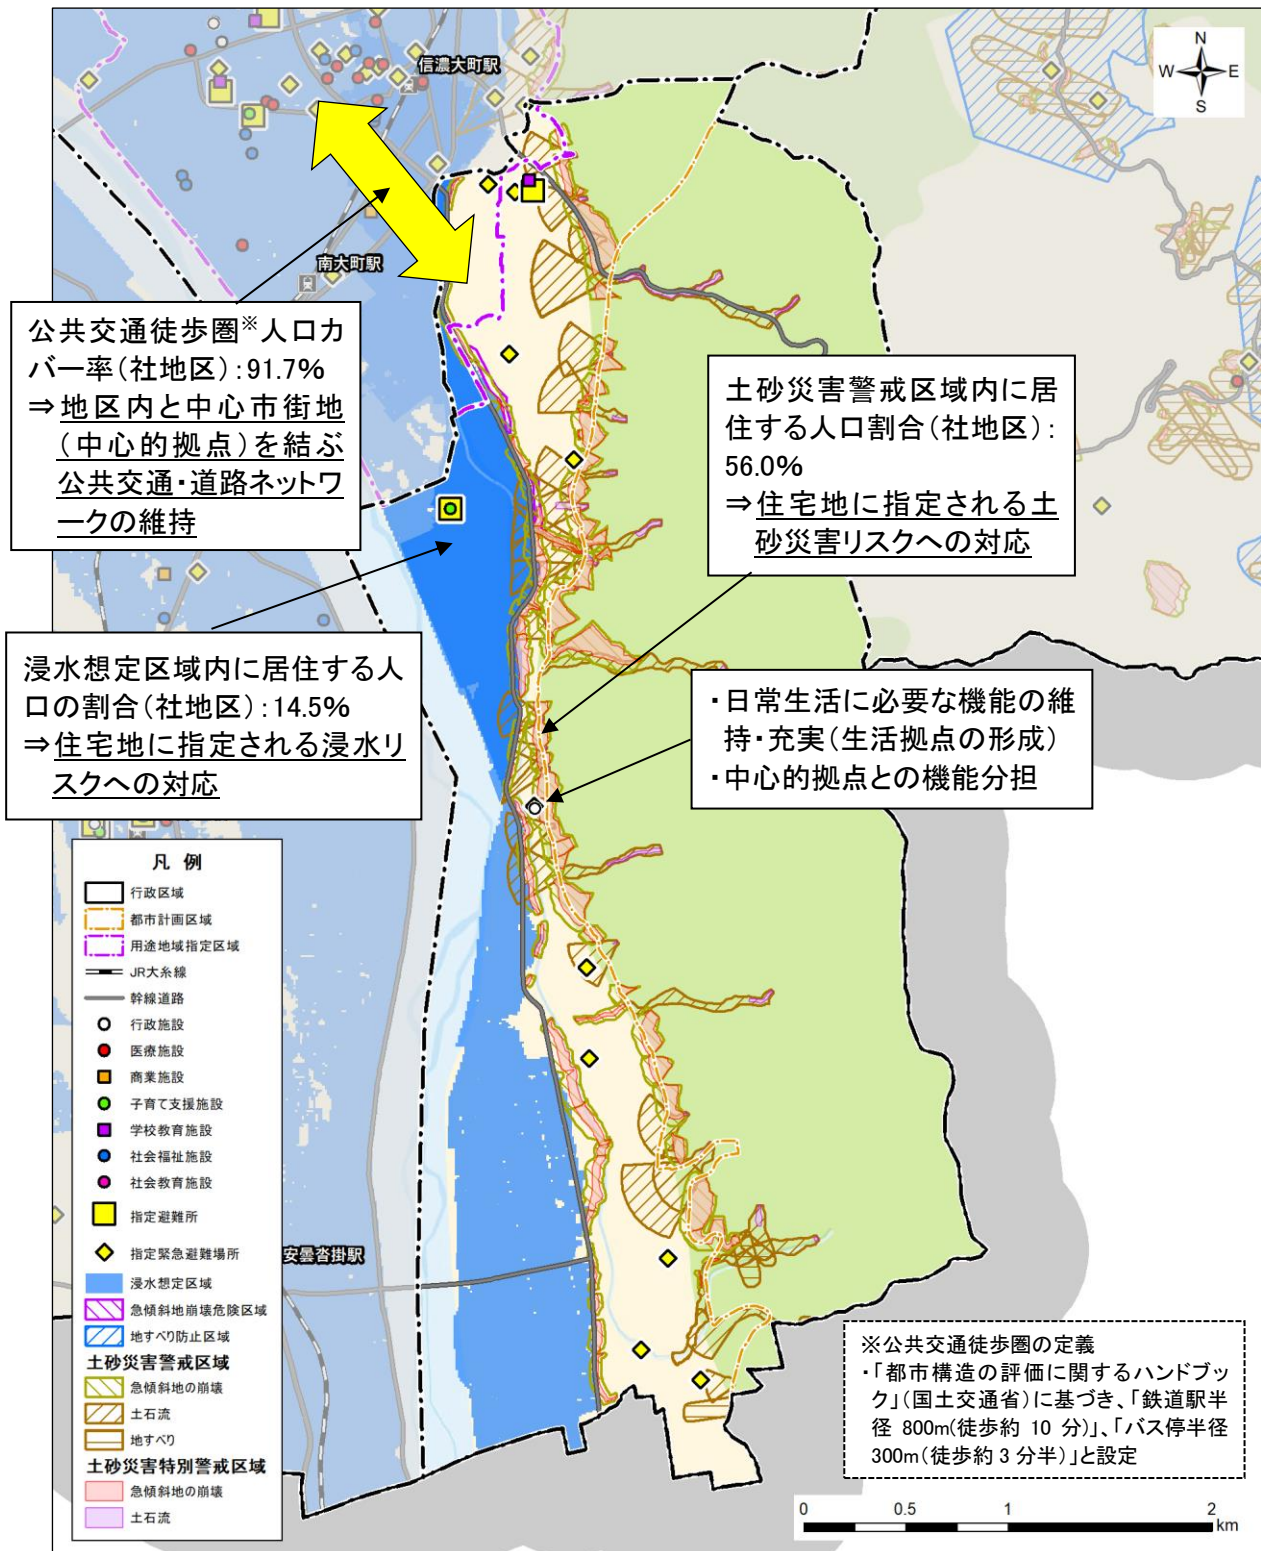 信濃大町駅
N
W
E
S
南大町駅
公共交通徒歩圏※人口カ
バー率(社地区):91.7%
⇒地区内と中心市街地
(中心的拠点)を結ぶ
公共交通・道路ネットワ
ークの維持
土砂災害警戒区域内に居
住する人口割合(社地区):
56.0%
⇒住宅地に指定される土
砂災害リスクへの対応
浸水想定区域内に居住する人
口の割合(社地区):14.5%
⇒住宅地に指定される浸水リ
スクへの対応
・日常生活に必要な機能の維
持・充実(生活拠点の形成)
・中心的拠点との機能分担
凡 例
行政区域
都市計画区域
用途地域指定区域
JR大糸線
幹線道路
行政施設
医療施設
商業施設
子育て支援施設
学校教育施設
社会福祉施設
社会教育施設
指定避難所
指定緊急避難場所
浸水想定区域
急傾斜地崩壊危険区域
地すべり防止区域
土砂災害警戒区域
急傾斜地の崩壊
土石流
地すべり
土砂災害特別警戒区域
急傾斜地の崩壊
土石流
安曇沓掛駅
※公共交通徒歩圏の定義
・「都市構造の評価に関するハンドブッ
ク」(国土交通省)に基づき、「鉄道駅半
径 800m(徒歩約 10 分)」、「バス停半径
300m(徒歩約 3 分半)」と設定
0 0.5 1 2
km